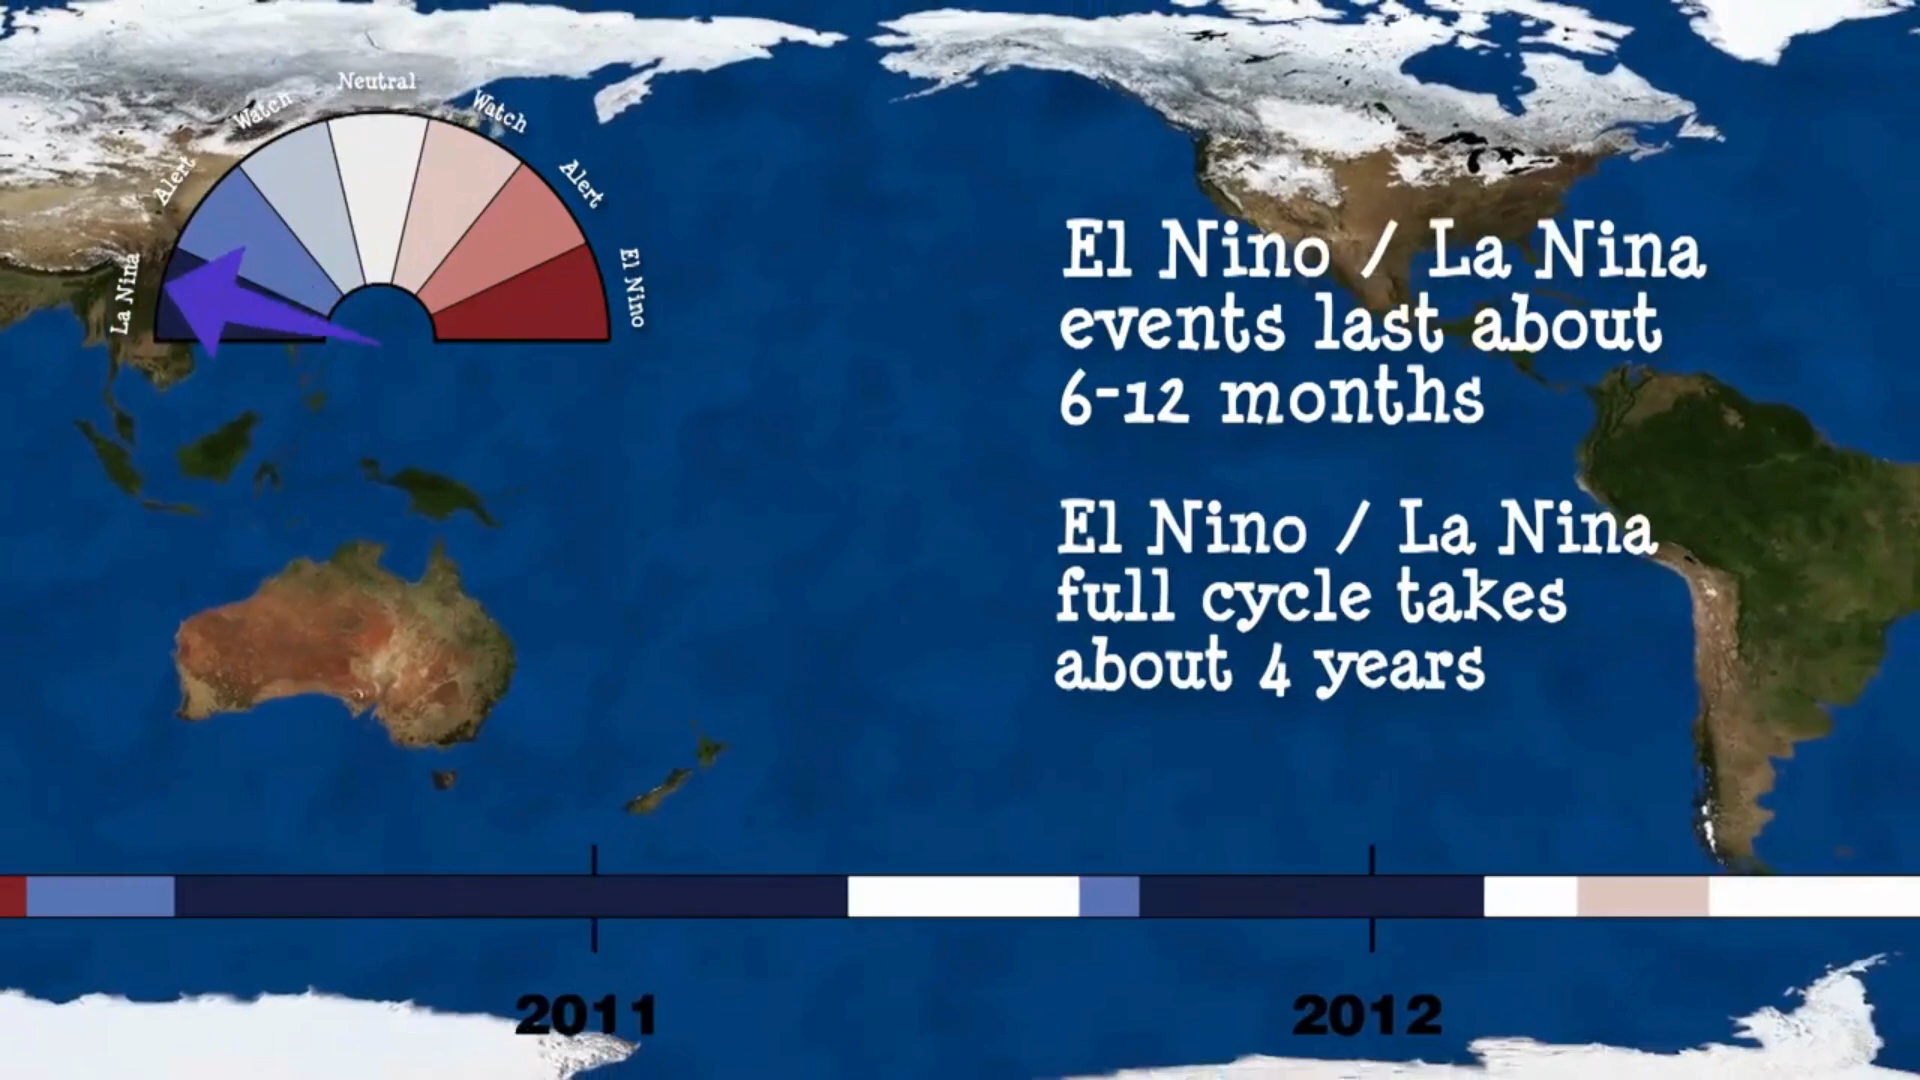 Neutral
Watch
Watch
Alert
Alert
La Nina
El Nino
El Nino / La Nina
events last about
6-12 months
El Nino / La Nina
full cycle takes
about 4 years
2011
2012